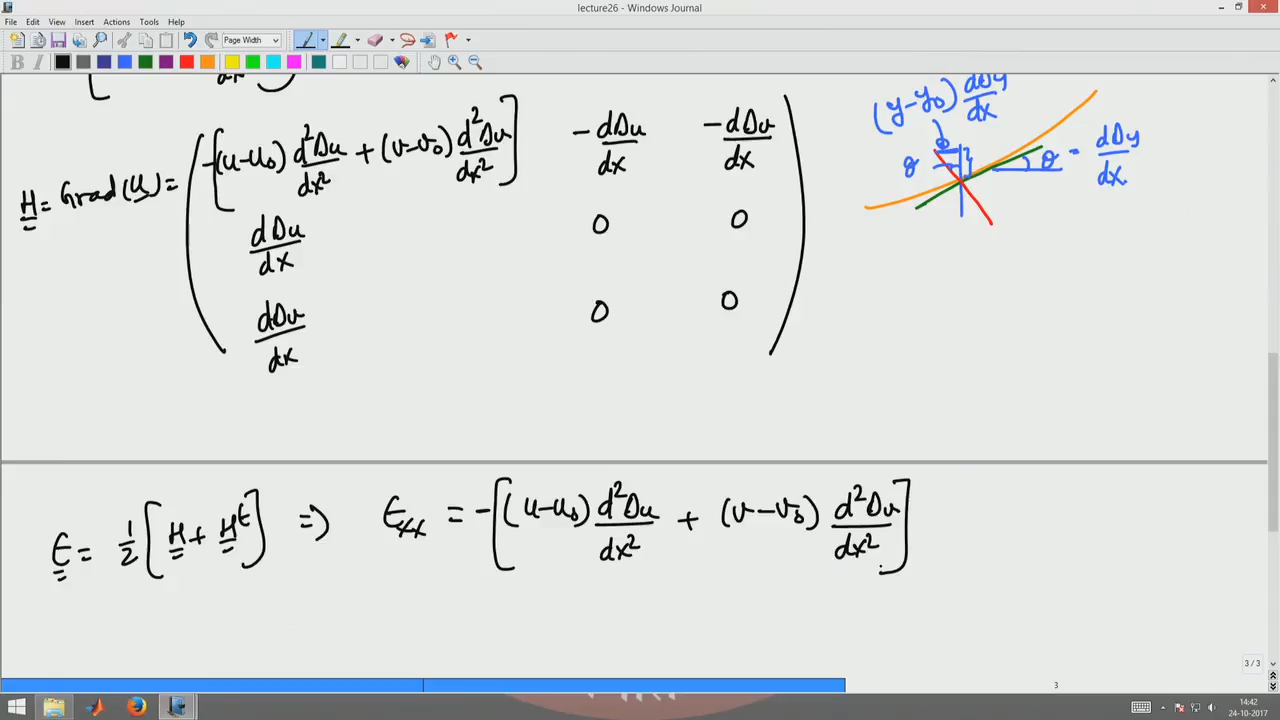 lecture26 - Windows Journal
File Edit View Insert Actions Tools Help
Page Width
B I
(y-y₀) dΔy/dx
H = Grad(u) = ( -[(u-u₀) d²Δu/dx² + (v-v₀) d²Δv/dx²] - dΔu/dx - dΔv/dx
dΔu/dx 0 0
dΔv/dx 0 0 )
θ θ = dΔy/dx
ε = 1/2 [H + Hᵗ] ⇒ εxx = - [(u-u₀) d²Δu/dx² + (v-v₀) d²Δv/dx²]
3 / 3
3
14:42
24-10-2017